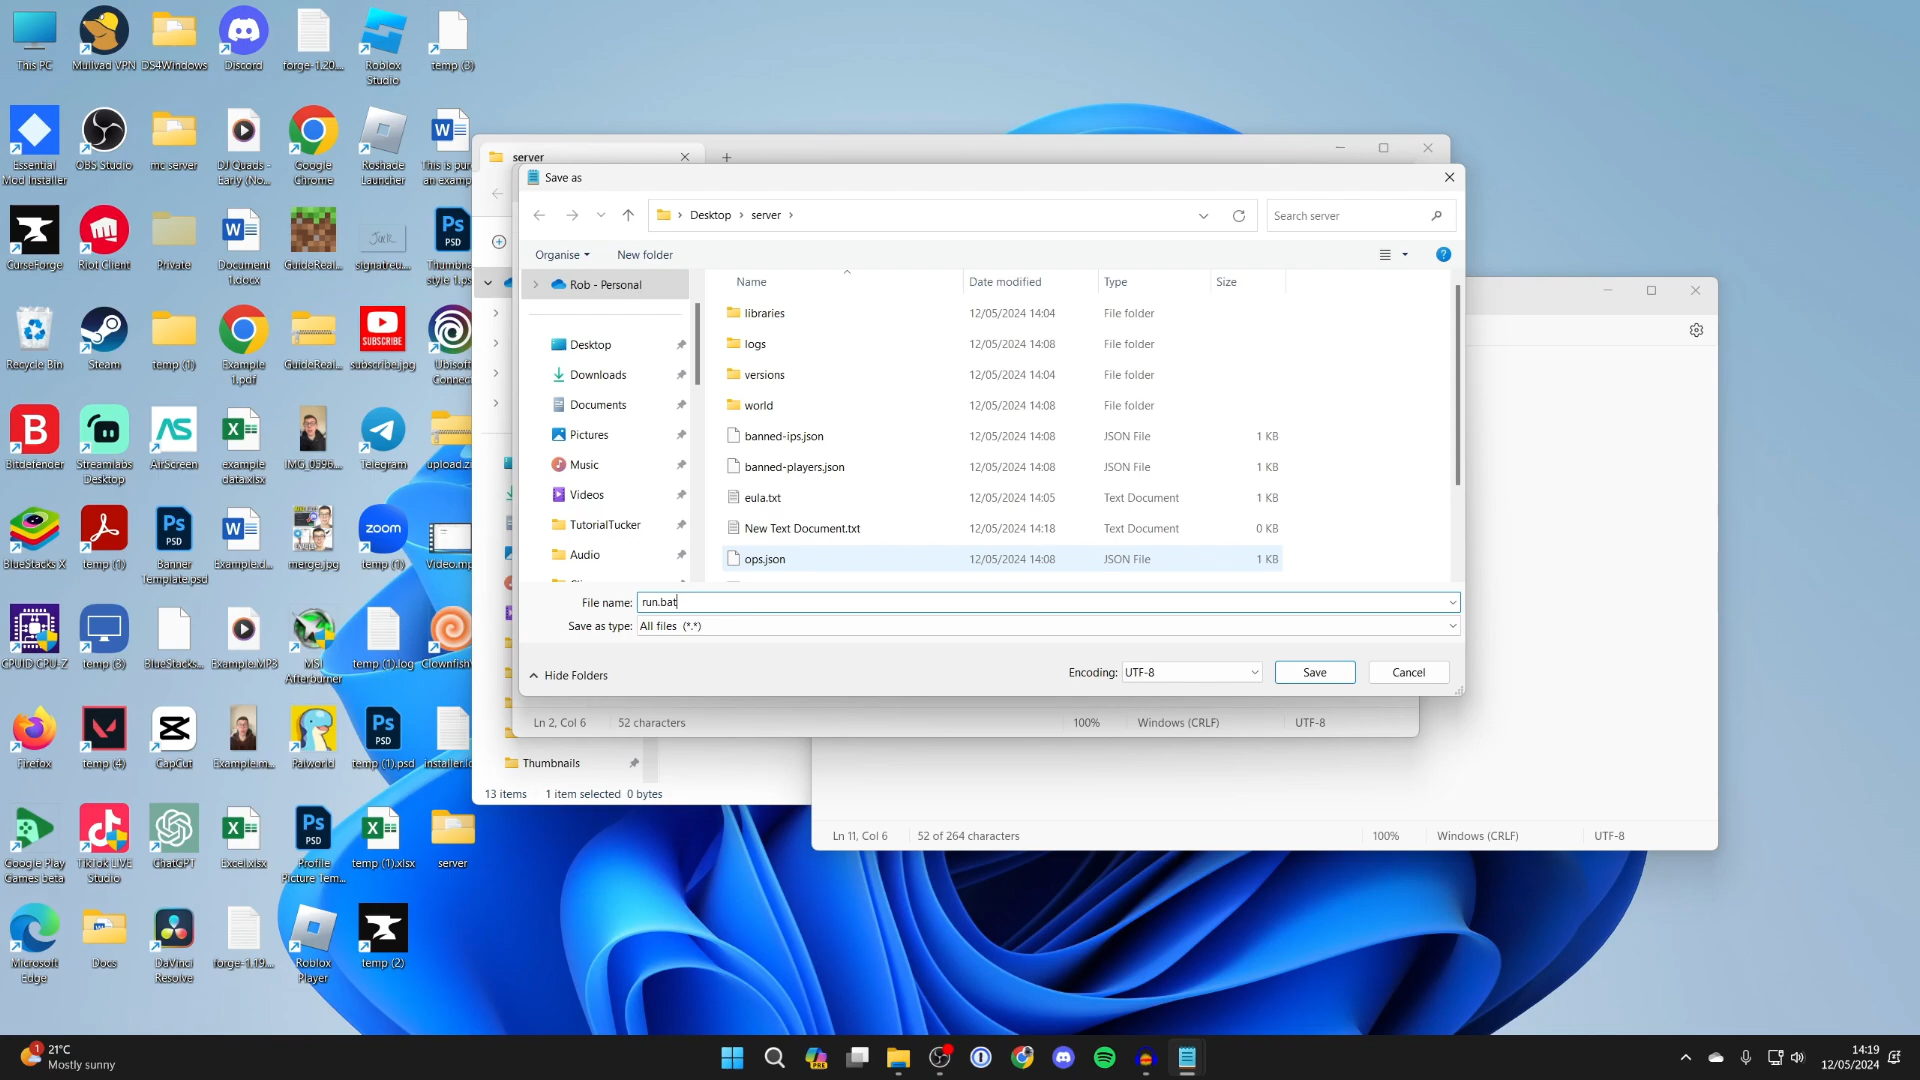 This PC
Mullvad VPN
DS4Windows
Discord
forge-1.20...
Roblox Studio
temp (3)
Essential Mod Installer
OBS Studio
mc server
DJ Quads - Early (No...
Google Chrome
Roshade Launcher
This is pur an examp
CurseForge
Riot Client
Private
Document 1.docx
GuideReal...
signatreu...
Thumbna style 1.ps
Recycle Bin
Steam
temp (1)
Example 1.pdf
GuideReal...
subscribe.jpg
Ubisoft Connect
Bitdefender
Streamlabs Desktop
AirScreen
example data.xlsx
IMG_0596...
Telegram
upload.zi
BlueStacks X
temp (1)
Banner Template.psd
Example.d...
merge.jpg
temp (1)
Video.mp
CPUID CPU-Z
temp (3)
BlueStacks...
Example.MP3
MSI Afterburner
temp (1).log
Clownfish
Firefox
temp (4)
CapCut
Example.m...
Palworld
temp (1).psd
installer.lo
Google Play Games beta
TikTok LIVE Studio
ChatGPT
Excel.xlsx
Profile Picture Tem...
temp (1).xlsx
server
Microsoft Edge
Docs
DaVinci Resolve
forge-1.19...
Roblox Player
temp (2)
server
Save as
Desktop
server
Search server
Organise
New folder
Rob - Personal
Desktop
Downloads
Documents
Pictures
Music
Videos
TutorialTucker
Audio
Name Date modified Type Size
libraries 12/05/2024 14:04 File folder
logs 12/05/2024 14:08 File folder
versions 12/05/2024 14:04 File folder
world 12/05/2024 14:08 File folder
banned-ips.json 12/05/2024 14:08 JSON File 1 KB
banned-players.json 12/05/2024 14:08 JSON File 1 KB
eula.txt 12/05/2024 14:05 Text Document 1 KB
New Text Document.txt 12/05/2024 14:18 Text Document 0 KB
ops.json 12/05/2024 14:08 JSON File 1 KB
File name: run.bat
Save as type: All files (*.*)
Hide Folders
Encoding: UTF-8
Save
Cancel
Ln 2, Col 6 52 characters 100% Windows (CRLF) UTF-8
Thumbnails
13 items 1 item selected 0 bytes
Ln 11, Col 6 52 of 264 characters 100% Windows (CRLF) UTF-8
1
21°C
Mostly sunny
PRE
14:19
12/05/2024